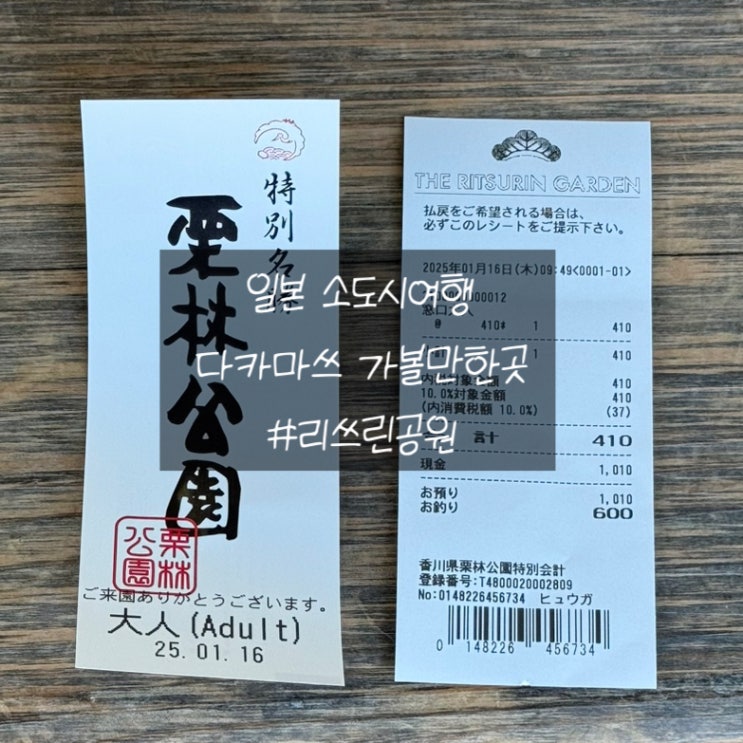 特別名
栗林公園
栗林公園
ご来園ありがとうございます。
大人(Adult)
25.01.16
THE RITSURIN GARDEN
払戻をご希望される場合は、
必ずこのレシートをご提示下さい。
2025年01月16日(木)09:49<0001-01>
일본 소도시여행
다카마쓰 가볼만한곳
#리쓰린공원
@ 410* 1 410
1 410
410
10.0%対象金額 410
(内消費税額 10.0%) (37)
言十 410
現金 1,010
お預り 1,010
お釣り 600
香川県栗林公園特別会計
登録番号:T4800020002809
No:0148226456734 ヒュウガ
0 148226 456734